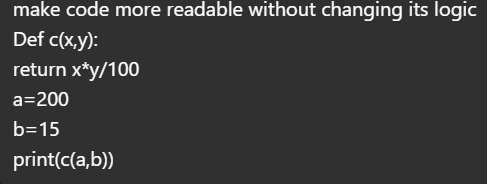 make code more readable without changing its logic
Def c(x,y):
return x*y/100
a=200
b=15
print(c(a,b))